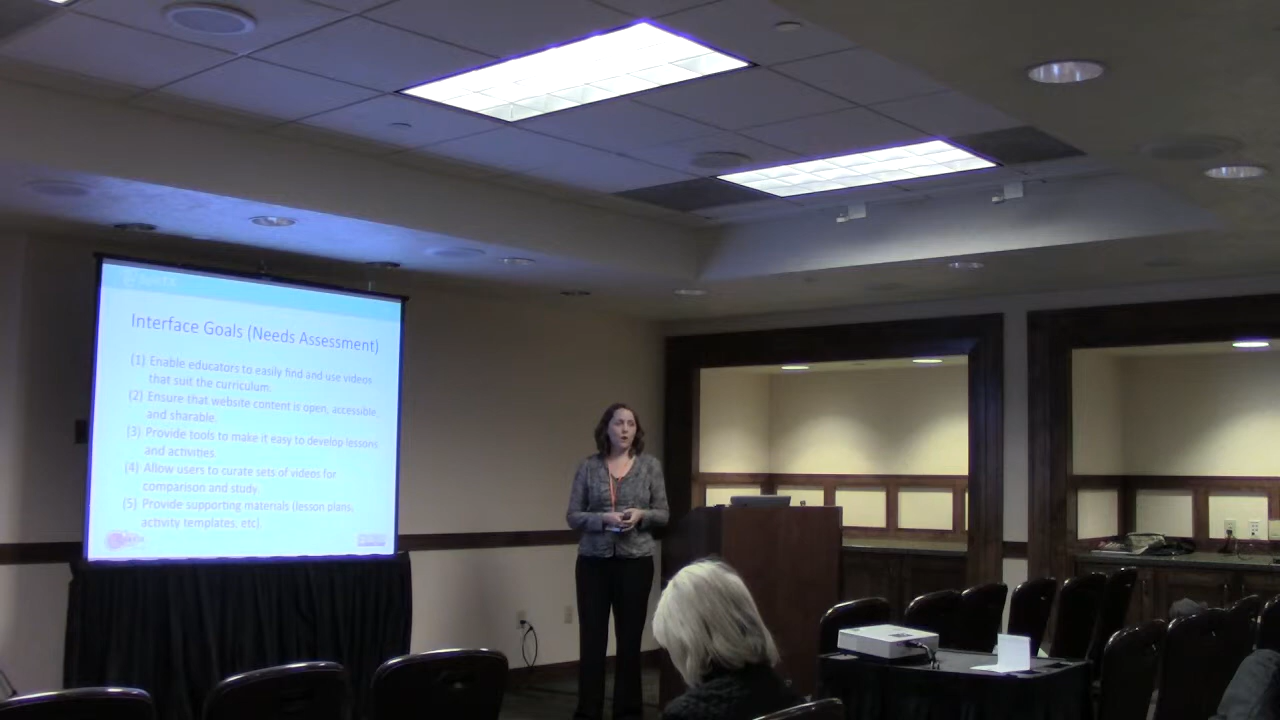 Interface Goals (Needs Assessment)
(1) Enable educators to easily find and use videos
that suit the curriculum.
(2) Ensure that website content is open, accessible,
and sharable.
(3) Provide tools to make it easy to develop lessons
and activities.
(4) Allow users to curate sets of videos for
comparison and study.
(5) Provide supporting materials (lesson plans,
activity templates, etc).